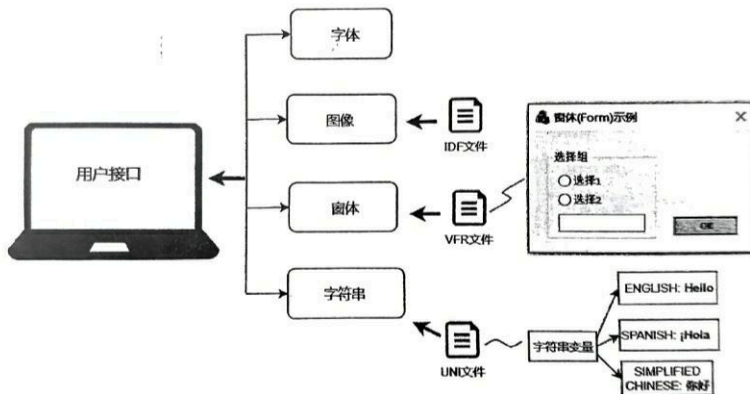 字体
图像
IDF文件
用户接口
窗体
VFR文件
窗体(Form)示例
选择组
选择1
选择2
OK
字符串
UNI文件
字符串变量
ENGLISH: Hello
SPANISH: ¡Hola
SIMPLIFIED
CHINESE: 你好